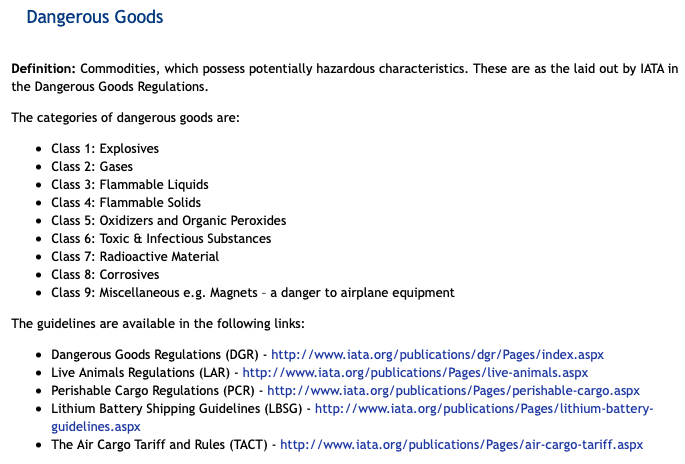 Dangerous Goods
Definition: Commodities, which possess potentially hazardous characteristics. These are as the laid out by IATA in
the Dangerous Goods Regulations.
The categories of dangerous goods are:
• Class 1: Explosives
• Class 2: Gases
• Class 3: Flammable Liquids
• Class 4: Flammable Solids
• Class 5: Oxidizers and Organic Peroxides
• Class 6: Toxic & Infectious Substances
• Class 7: Radioactive Material
• Class 8: Corrosives
• Class 9: Miscellaneous e.g. Magnets – a danger to airplane equipment
The guidelines are available in the following links:
• Dangerous Goods Regulations (DGR) - http://www.iata.org/publications/dgr/Pages/index.aspx
• Live Animals Regulations (LAR) - http://www.iata.org/publications/Pages/live-animals.aspx
• Perishable Cargo Regulations (PCR) - http://www.iata.org/publications/Pages/perishable-cargo.aspx
• Lithium Battery Shipping Guidelines (LBSG) - http://www.iata.org/publications/Pages/lithium-battery-
guidelines.aspx
• The Air Cargo Tariff and Rules (TACT) - http://www.iata.org/publications/Pages/air-cargo-tariff.aspx